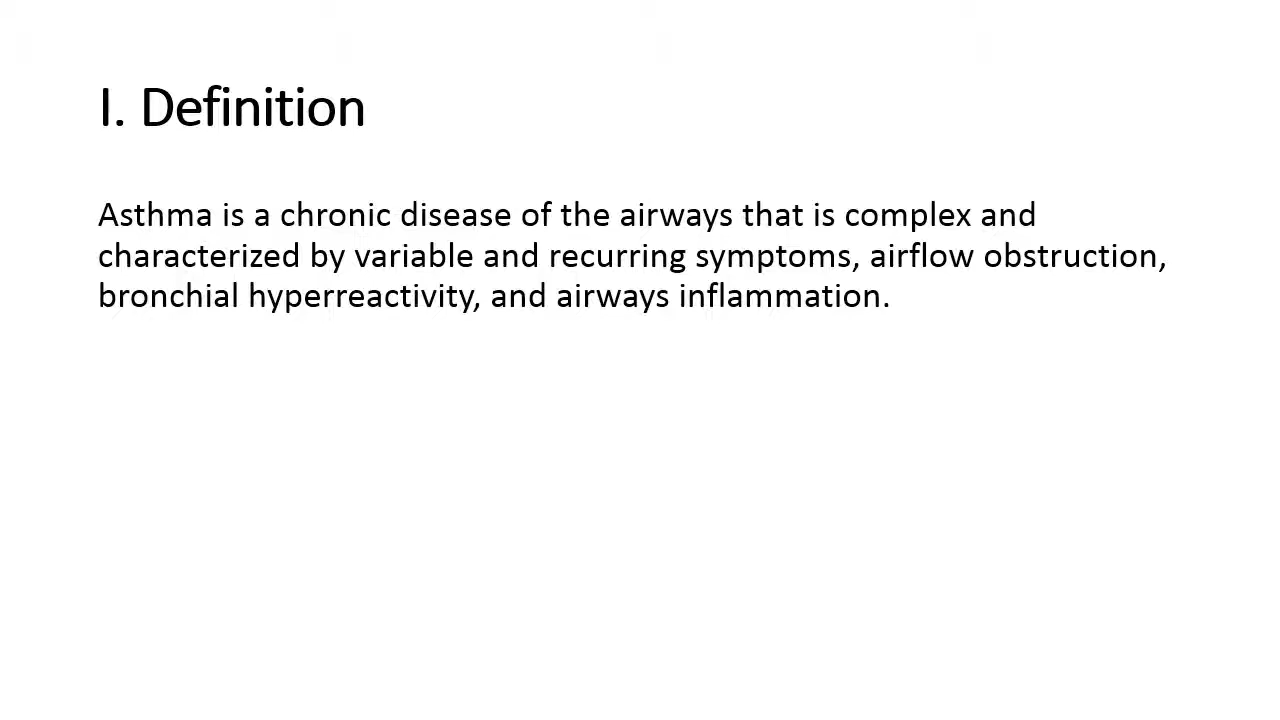 I. Definition
Asthma is a chronic disease of the airways that is complex and
characterized by variable and recurring symptoms, airflow obstruction,
bronchial hyperreactivity, and airways inflammation.